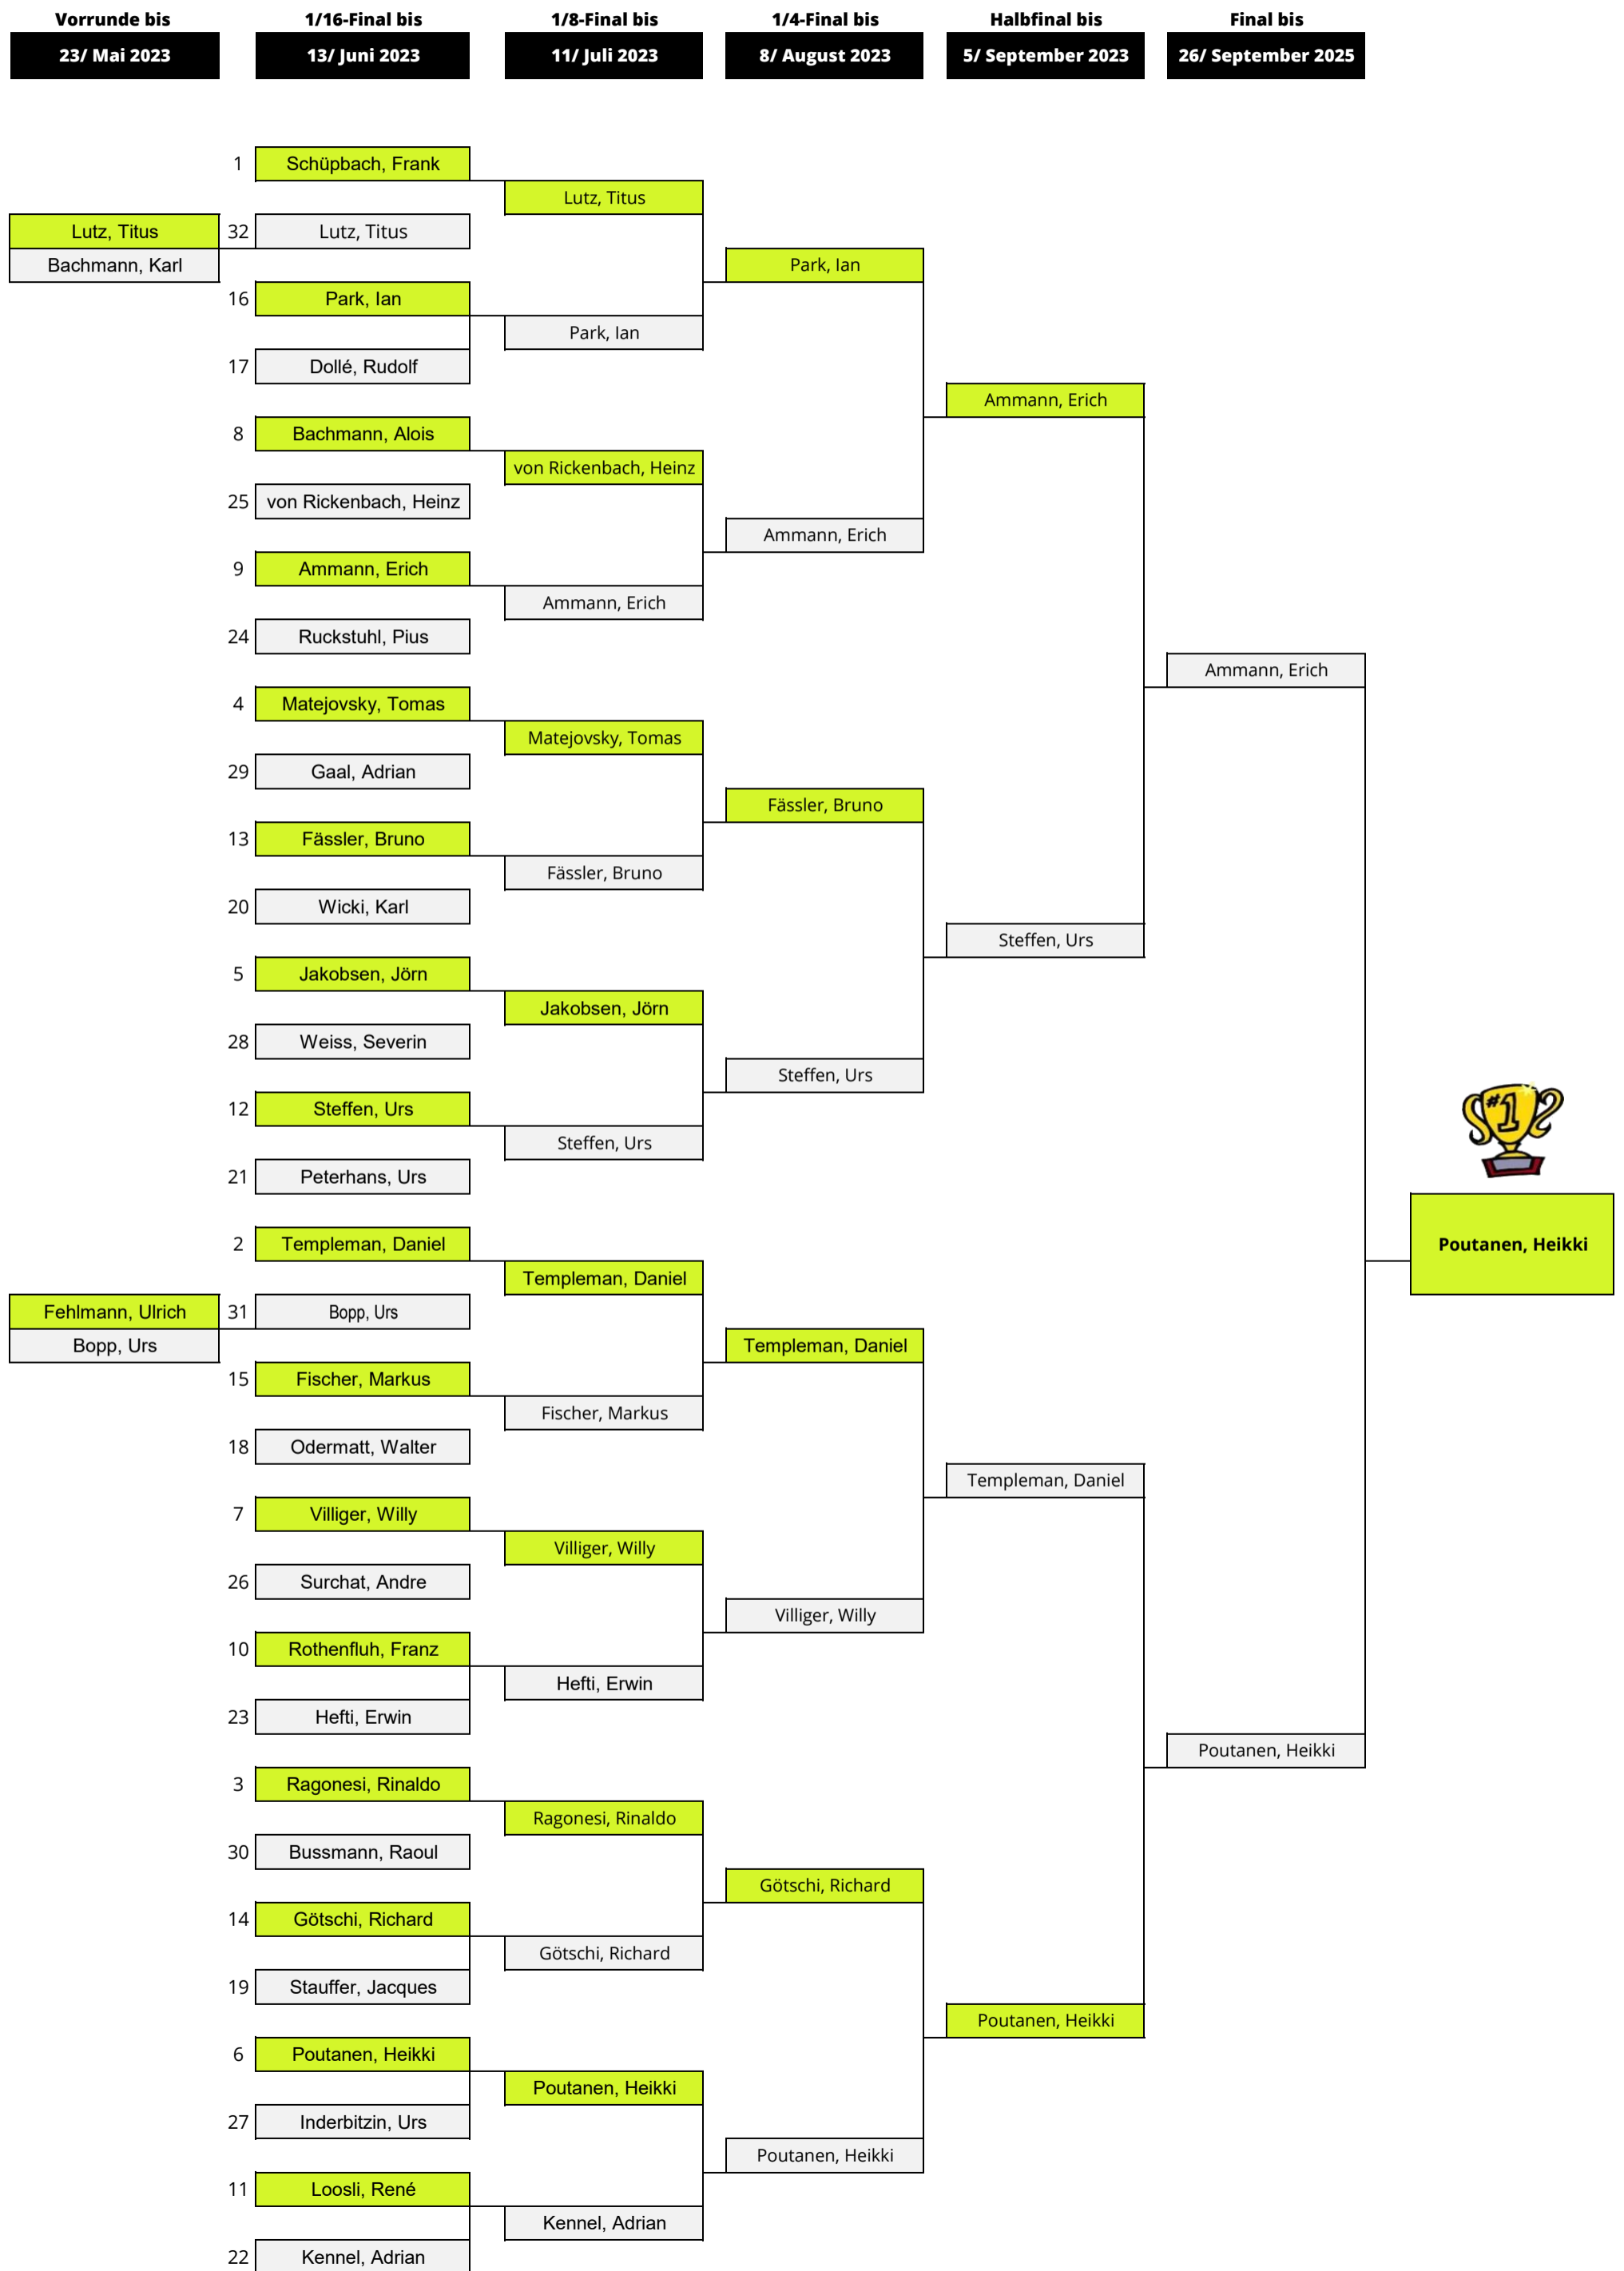 Vorrunde bis 1/16-Final bis 1/8-Final bis 1/4-Final bis Halbfinal bis Final bis
23/ Mai 2023 13/ Juni 2023 11/ Juli 2023 8/ August 2023 5/ September 2023 26/ September 2025
1 Schüpbach, Frank
Lutz, Titus
Lutz, Titus 32 Lutz, Titus
Bachmann, Karl Park, Ian
16 Park, Ian
Park, Ian
17 Dollé, Rudolf
Ammann, Erich
8 Bachmann, Alois
von Rickenbach, Heinz
25 von Rickenbach, Heinz
Ammann, Erich
9 Ammann, Erich
Ammann, Erich
24 Ruckstuhl, Pius
Ammann, Erich
4 Matejovsky, Tomas
Matejovsky, Tomas
29 Gaal, Adrian
Fässler, Bruno
13 Fässler, Bruno
Fässler, Bruno
20 Wicki, Karl
Steffen, Urs
5 Jakobsen, Jörn
Jakobsen, Jörn
28 Weiss, Severin
Steffen, Urs
12 Steffen, Urs
#1
Steffen, Urs
21 Peterhans, Urs
2 Templeman, Daniel Poutanen, Heikki
Templeman, Daniel
Fehlmann, Ulrich 31 Bopp, Urs
Bopp, Urs Templeman, Daniel
15 Fischer, Markus
Fischer, Markus
18 Odermatt, Walter
Templeman, Daniel
7 Villiger, Willy
Villiger, Willy
26 Surchat, Andre
Villiger, Willy
10 Rothenfluh, Franz
Hefti, Erwin
23 Hefti, Erwin
Poutanen, Heikki
3 Ragonesi, Rinaldo
Ragonesi, Rinaldo
30 Bussmann, Raoul
Götschi, Richard
14 Götschi, Richard
Götschi, Richard
19 Stauffer, Jacques
Poutanen, Heikki
6 Poutanen, Heikki
Poutanen, Heikki
27 Inderbitzin, Urs
Poutanen, Heikki
11 Loosli, René
Kennel, Adrian
22 Kennel, Adrian